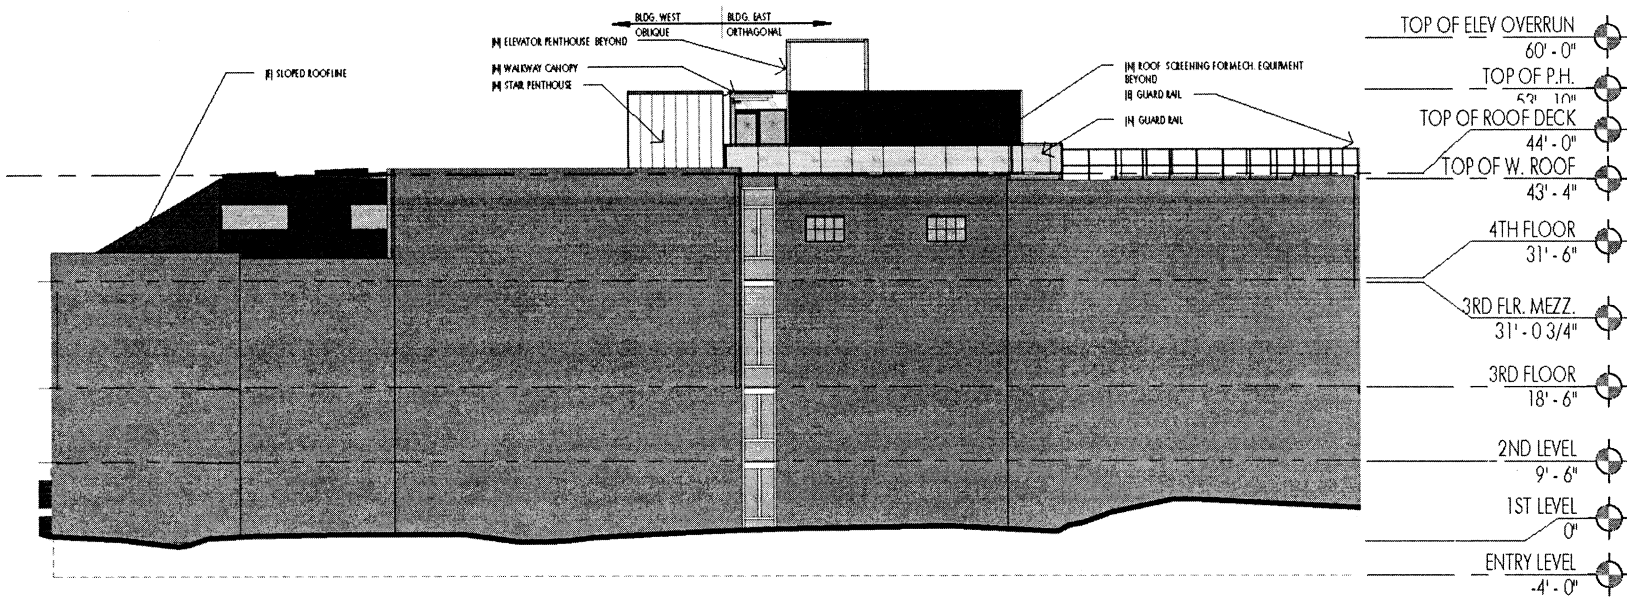 BLDG. WEST
OBLIQUE
BLDG. EAST
ORTHAGONAL
[N] ELEVATOR PENTHOUSE BEYOND
[N] WALKWAY CANOPY
[N] STAIR PENTHOUSE
[E] SLOPED ROOFLINE
[N] ROOF SCREENING FOR MECH. EQUIPMENT
BEYOND
GUARD RAIL
[N] GUARD RAIL
TOP OF ELEV OVERRUN
60' - 0"
TOP OF P.H.
53' - 10"
TOP OF ROOF DECK
44' - 0"
TOP OF W. ROOF
43' - 4"
4TH FLOOR
31' - 6"
3RD FLR. MEZZ.
31' - 0 3/4"
3RD FLOOR
18' - 6"
2ND LEVEL
9' - 6"
1ST LEVEL
0"
ENTRY LEVEL
-4' - 0"